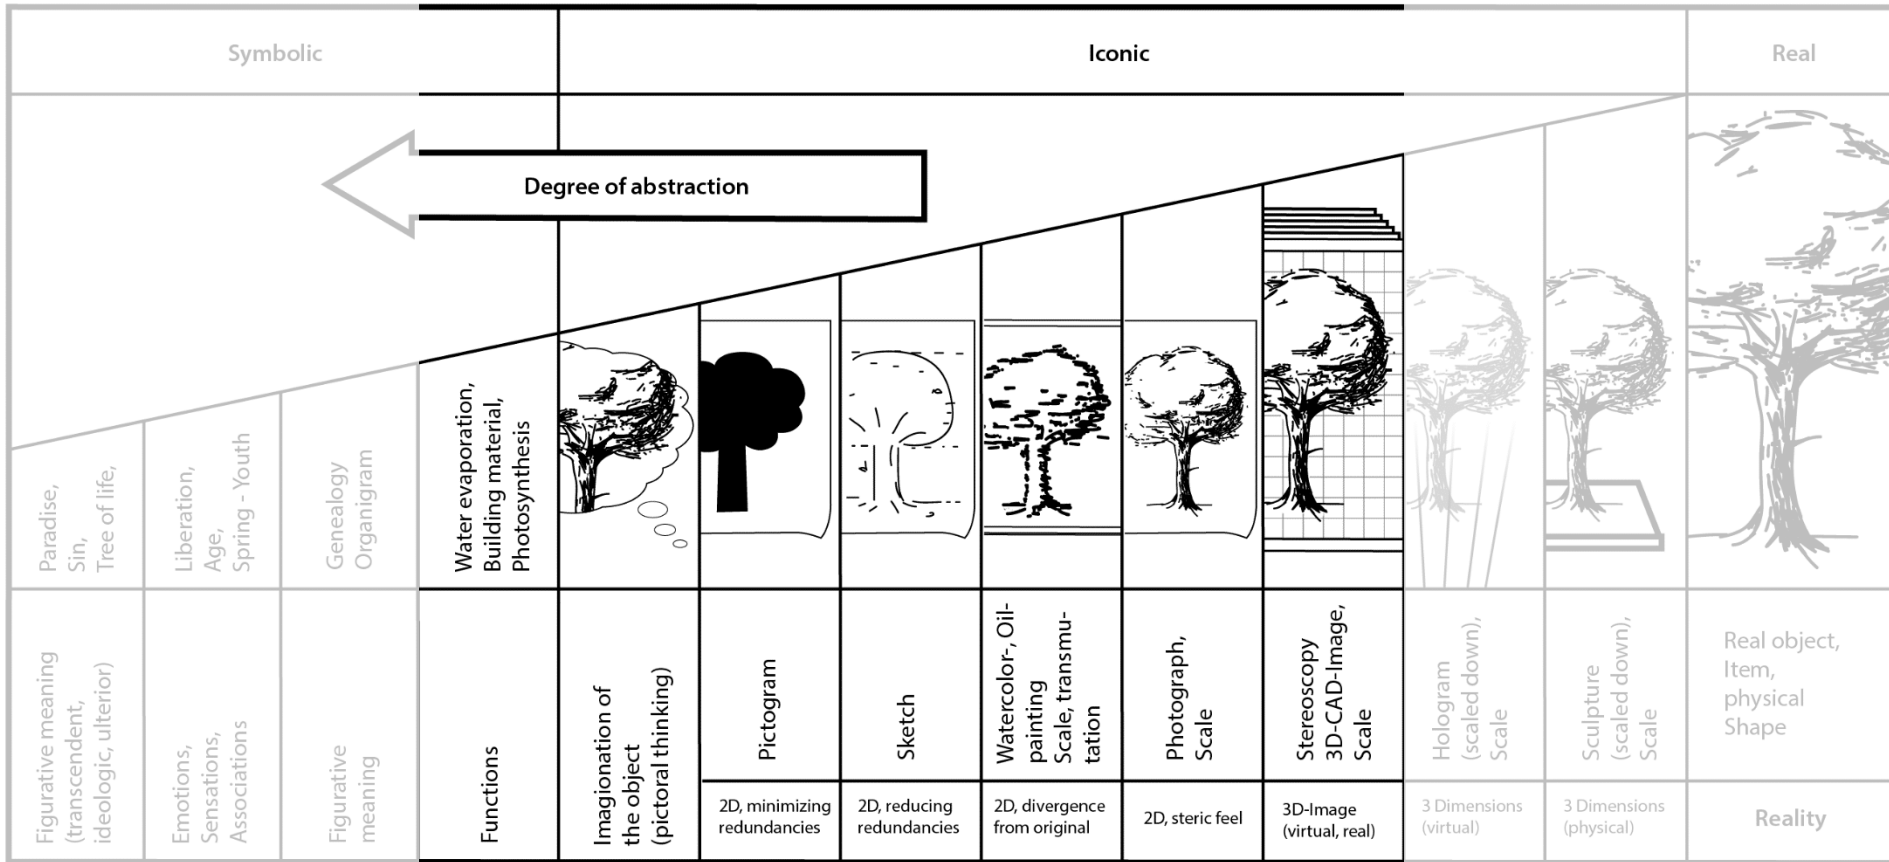 Symbolic
Iconic
Real
Degree of abstraction
Paradise,
Sin,
Tree of life,
Liberation,
Age,
Spring - Youth
Genealogy
Organigram
Water evaporation,
Building material,
Photosynthesis
Figurative meaning
(transcendent,
ideologic, ulterior)
Emotions,
Sensations,
Associations
Figurative
meaning
Functions
Imagionation of
the object
(pictoral thinking)
Pictogram
Sketch
Watercolor-, Oil-
painting
Scale, transmu-
tation
Photograph,
Scale
Stereoscopy
3D-CAD-Image,
Scale
Hologram
(scaled down),
Scale
Sculpture
(scaled down),
Scale
Real object,
Item,
physical
Shape
2D, minimizing
redundancies
2D, reducing
redundancies
2D, divergence
from original
2D, steric feel
3D-Image
(virtual, real)
3 Dimensions
(virtual)
3 Dimensions
(physical)
Reality